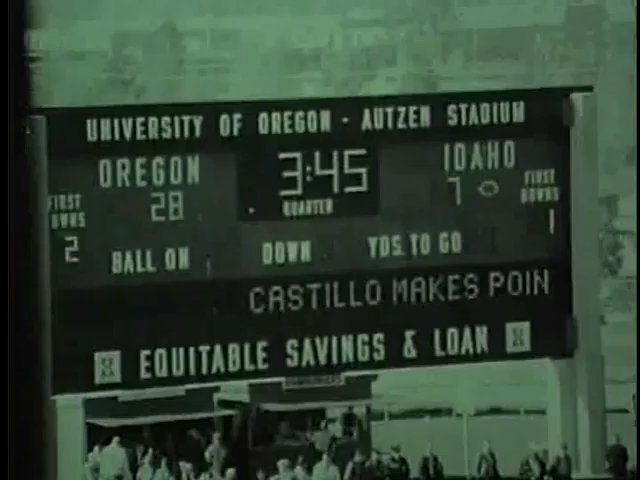 UNIVERSITY OF OREGON - AUTZEN STADIUM
OREGON 3:45 IDAHO
FIRST DWNS 28 QUARTER 7 FIRST DOWNS
2 1
BALL ON DOWN YDS. TO GO
CASTILLO MAKES POIN
EQUITABLE SAVINGS & LOAN